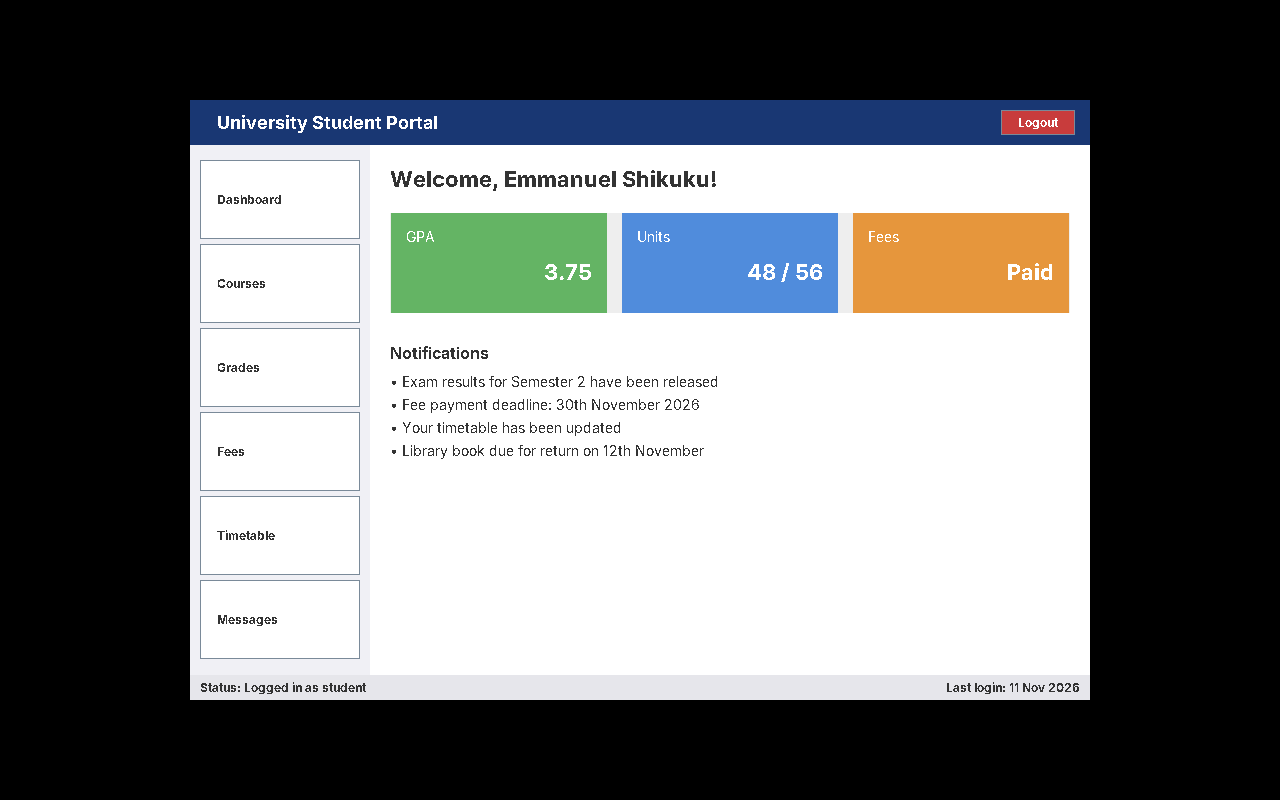 University Student Portal
Logout
Dashboard
Courses
Grades
Fees
Timetable
Messages
Welcome, Emmanuel Shikuku!
GPA
3.75
Units
48 / 56
Fees
Paid
Notifications
• Exam results for Semester 2 have been released
• Fee payment deadline: 30th November 2026
• Your timetable has been updated
• Library book due for return on 12th November
Status: Logged in as student
Last login: 11 Nov 2026